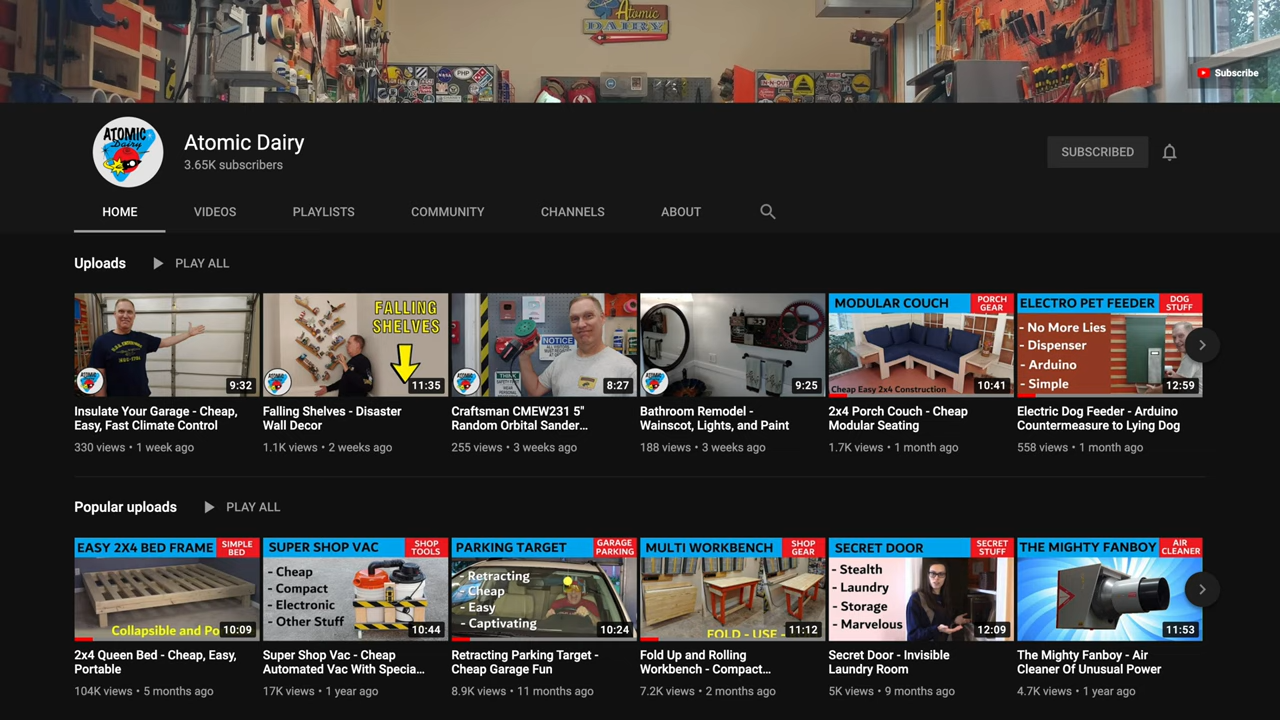 Atomic
DAIRY
Subscribe
ATOMIC
Dairy
Atomic Dairy
3.65K subscribers
SUBSCRIBED
HOME
VIDEOS
PLAYLISTS
COMMUNITY
CHANNELS
ABOUT
Uploads
PLAY ALL
9:32
FALLING
SHELVES
11:35
NOTICE
8:27
9:25
MODULAR COUCH
PORCH
GEAR
Cheap Easy 2x4 Construction
10:41
ELECTRO PET FEEDER
DOG
STUFF
- No More Lies
- Dispenser
- Arduino
- Simple
12:59
Insulate Your Garage - Cheap,
Easy, Fast Climate Control
330 views • 1 week ago
Falling Shelves - Disaster
Wall Decor
1.1K views • 2 weeks ago
Craftsman CMEW231 5"
Random Orbital Sander...
255 views • 3 weeks ago
Bathroom Remodel -
Wainscot, Lights, and Paint
188 views • 3 weeks ago
2x4 Porch Couch - Cheap
Modular Seating
1.7K views • 1 month ago
Electric Dog Feeder - Arduino
Countermeasure to Lying Dog
558 views • 1 month ago
Popular uploads
PLAY ALL
EASY 2X4 BED FRAME
SIMPLE
BED
Collapsible and Po
10:09
SUPER SHOP VAC
SHOP
TOOLS
- Cheap
- Compact
- Electronic
- Other Stuff
10:44
PARKING TARGET
GARAGE
PARKING
- Retracting
- Cheap
- Easy
- Captivating
10:24
MULTI WORKBENCH
SHOP
GEAR
FOLD - USE -
11:12
SECRET DOOR
SECRET
STUFF
- Stealth
- Laundry
- Storage
- Marvelous
12:09
THE MIGHTY FANBOY
AIR
CLEANER
11:53
2x4 Queen Bed - Cheap, Easy,
Portable
104K views • 5 months ago
Super Shop Vac - Cheap
Automated Vac With Specia...
17K views • 1 year ago
Retracting Parking Target -
Cheap Garage Fun
8.9K views • 11 months ago
Fold Up and Rolling
Workbench - Compact...
7.2K views • 2 months ago
Secret Door - Invisible
Laundry Room
5K views • 9 months ago
The Mighty Fanboy - Air
Cleaner Of Unusual Power
4.7K views • 1 year ago